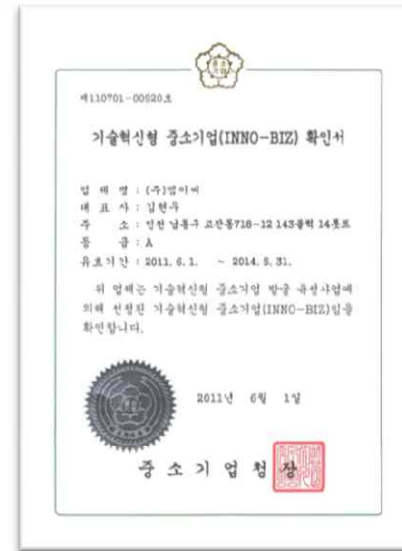 제110701-00620호
기술혁신형 중소기업(INNO-BIZ) 확인서
업 체 명 : (주)엠이씨
대 표 자 : 김현우
주 소 : 인천 남동구 고잔동718-12 143블럭 14롯트
등 급 : A
유효기간 : 2011. 6. 1. ~ 2014. 5. 31.
위 업체는 기술혁신형 중소기업 발굴 육성사업에
의해 선정된 기술혁신형 중소기업(INNO-BIZ)임을
확인합니다.
2011년 6월 1일
중 소 기 업 청 장